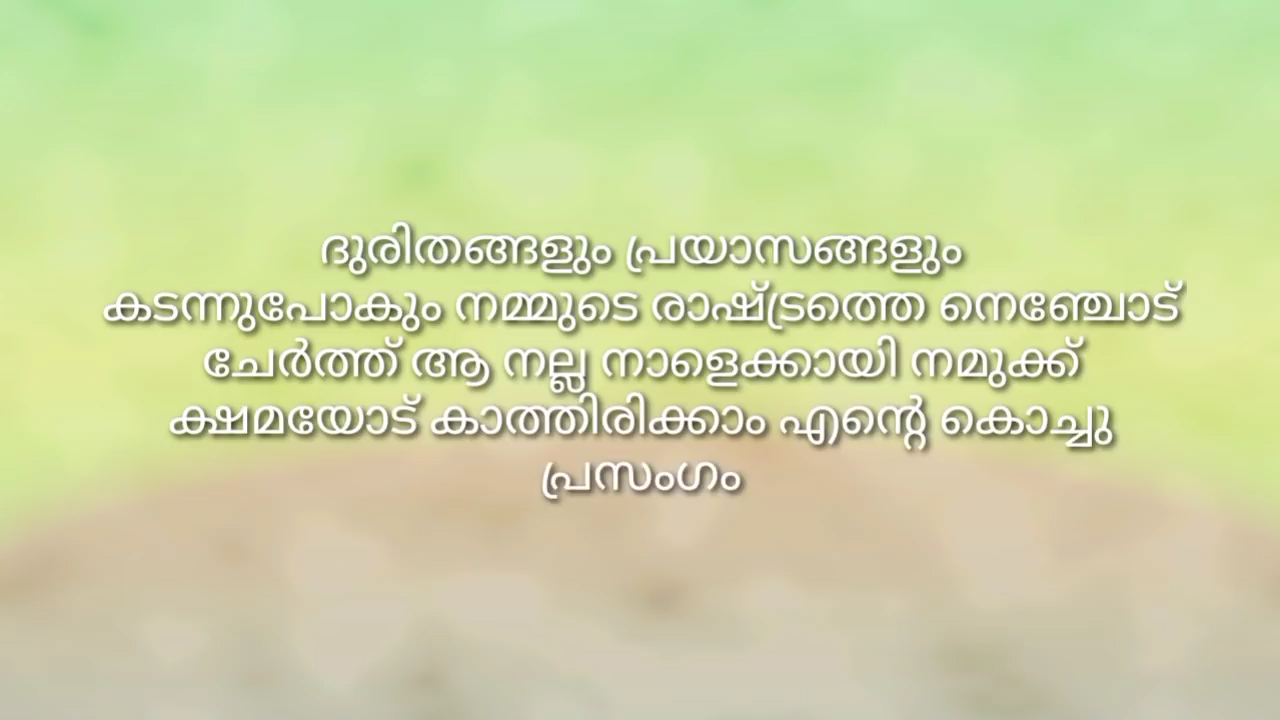 ദുരിതങ്ങളും പ്രയാസങ്ങളും
കടന്നുപോകും നമ്മുടെ രാഷ്ട്രത്തെ നെഞ്ചോട്
ചേർത്ത് ആ നല്ല നാളെക്കായി നമുക്ക്
ക്ഷമയോട് കാത്തിരിക്കാം എന്റെ കൊച്ചു
പ്രസംഗം